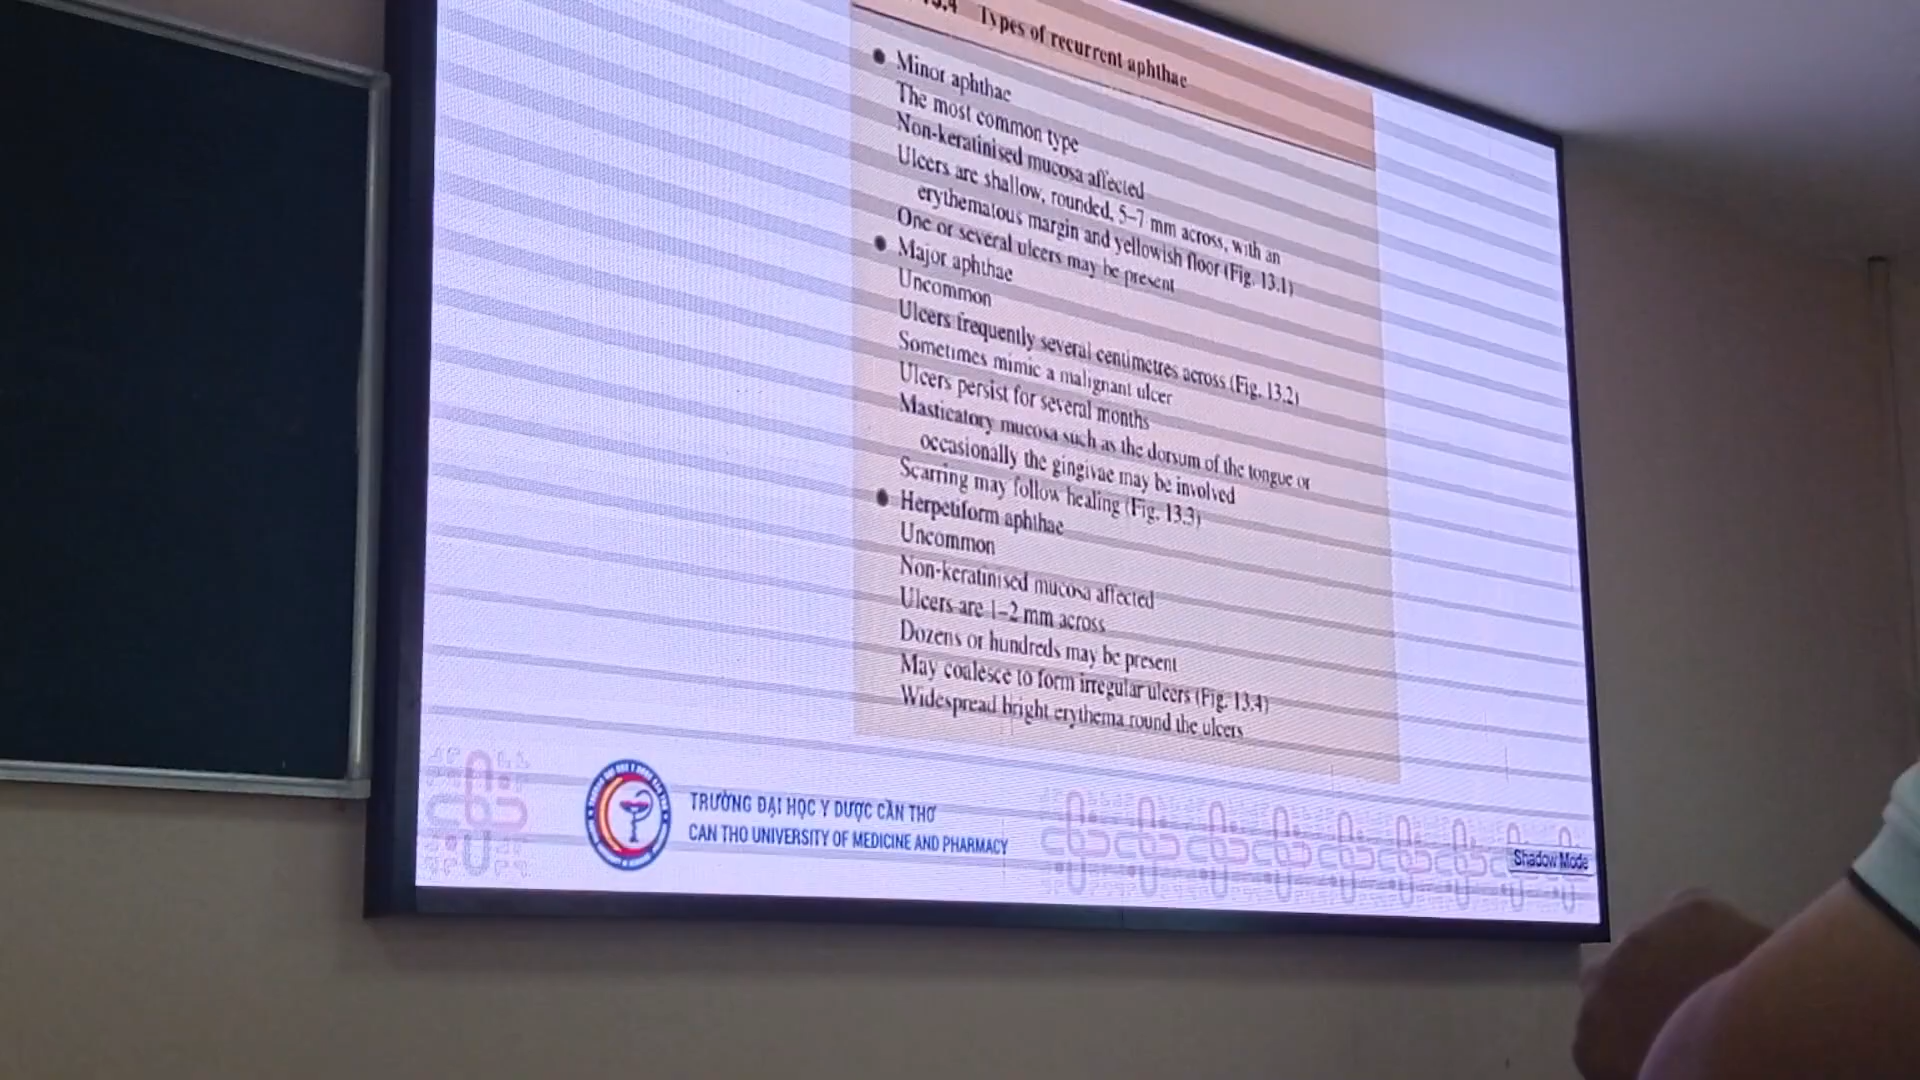 13.4 Types of recurrent aphthae
● Minor aphthae
The most common type
Non-keratinised mucosa affected
Ulcers are shallow, rounded, 5–7 mm across, with an
erythematous margin and yellowish floor (Fig. 13.1)
One or several ulcers may be present
● Major aphthae
Uncommon
Ulcers frequently several centimetres across (Fig. 13.2)
Sometimes mimic a malignant ulcer
Ulcers persist for several months
Masticatory mucosa such as the dorsum of the tongue or
occasionally the gingivae may be involved
Scarring may follow healing (Fig. 13.3)
● Herpetiform aphthae
Uncommon
Non-keratinised mucosa affected
Ulcers are 1–2 mm across
Dozens or hundreds may be present
May coalesce to form irregular ulcers (Fig. 13.4)
Widespread bright erythema round the ulcers
TRƯỜNG ĐẠI HỌC Y DƯỢC CẦN THƠ
CAN THO UNIVERSITY OF MEDICINE AND PHARMACY
Shadow Mode